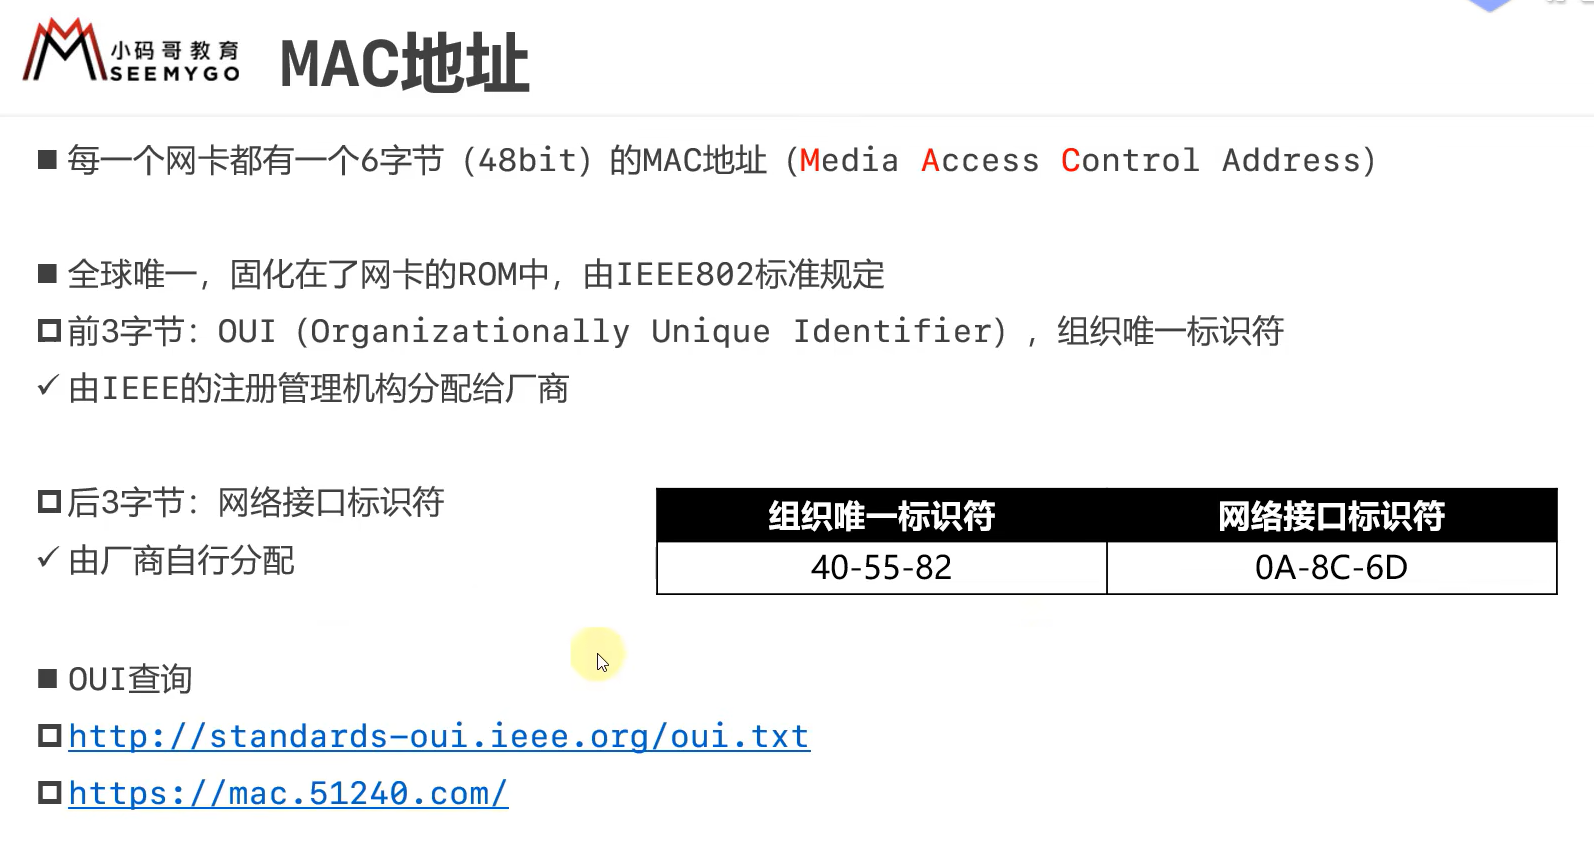 小码哥教育
SEEMYGO
MAC地址
每一个网卡都有一个6字节（48bit）的MAC地址（Media Access Control Address）
全球唯一，固化在了网卡的ROM中，由IEEE802标准规定
前3字节：OUI（Organizationally Unique Identifier），组织唯一标识符
✓ 由IEEE的注册管理机构分配给厂商
后3字节：网络接口标识符
✓ 由厂商自行分配
组织唯一标识符 网络接口标识符
40-55-82 0A-8C-6D
OUI查询
http://standards-oui.ieee.org/oui.txt
https://mac.51240.com/